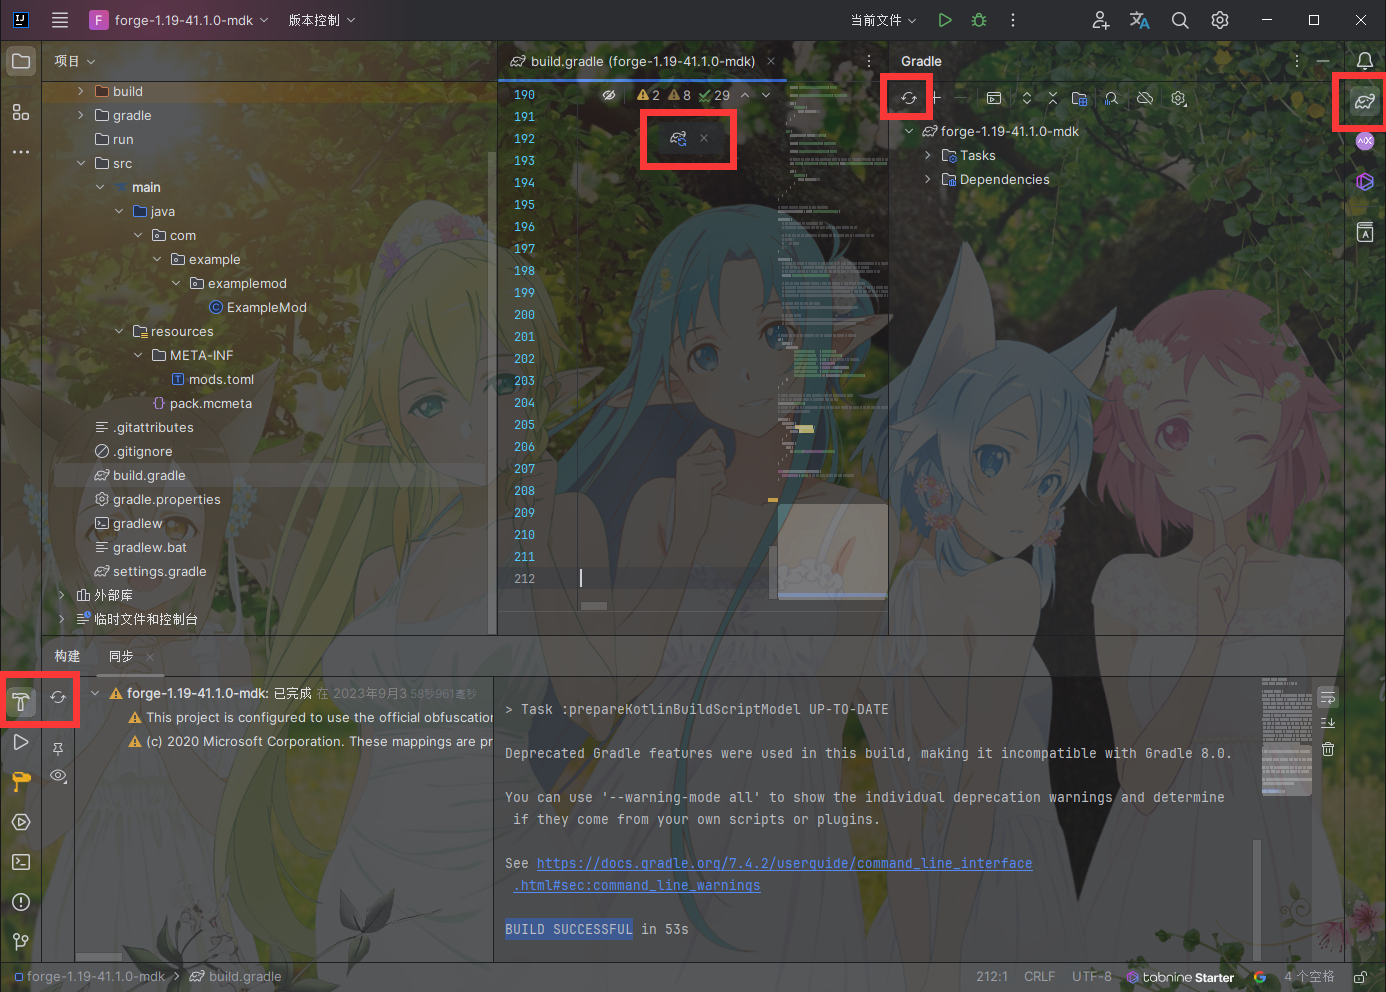 F forge-1.19-41.1.0-mdk 版本控制 当前文件
项目
build
gradle
run
src
main
java
com
example
examplemod
ExampleMod
resources
META-INF
mods.toml
pack.mcmeta
.gitattributes
.gitignore
build.gradle
gradle.properties
gradlew
gradlew.bat
settings.gradle
外部库
临时文件和控制台
build.gradle (forge-1.19-41.1.0-mdk)
2 8 29
190
191
192
193
194
195
196
197
198
199
200
201
202
203
204
205
206
207
208
209
210
211
212
Gradle
forge-1.19-41.1.0-mdk
Tasks
Dependencies
构建 同步
forge-1.19-41.1.0-mdk: 已完成 在 2023年9月3 58秒961毫秒
This project is configured to use the official obfuscation
(c) 2020 Microsoft Corporation. These mappings are pr
> Task :prepareKotlinBuildScriptModel UP-TO-DATE
Deprecated Gradle features were used in this build, making it incompatible with Gradle 8.0.
You can use '--warning-mode all' to show the individual deprecation warnings and determine
if they come from your own scripts or plugins.
See https://docs.gradle.org/7.4.2/userguide/command_line_interface
.html#sec:command_line_warnings
BUILD SUCCESSFUL in 53s
forge-1.19-41.1.0-mdk > build.gradle
212:1 CRLF UTF-8 tabnine Starter 4 个空格